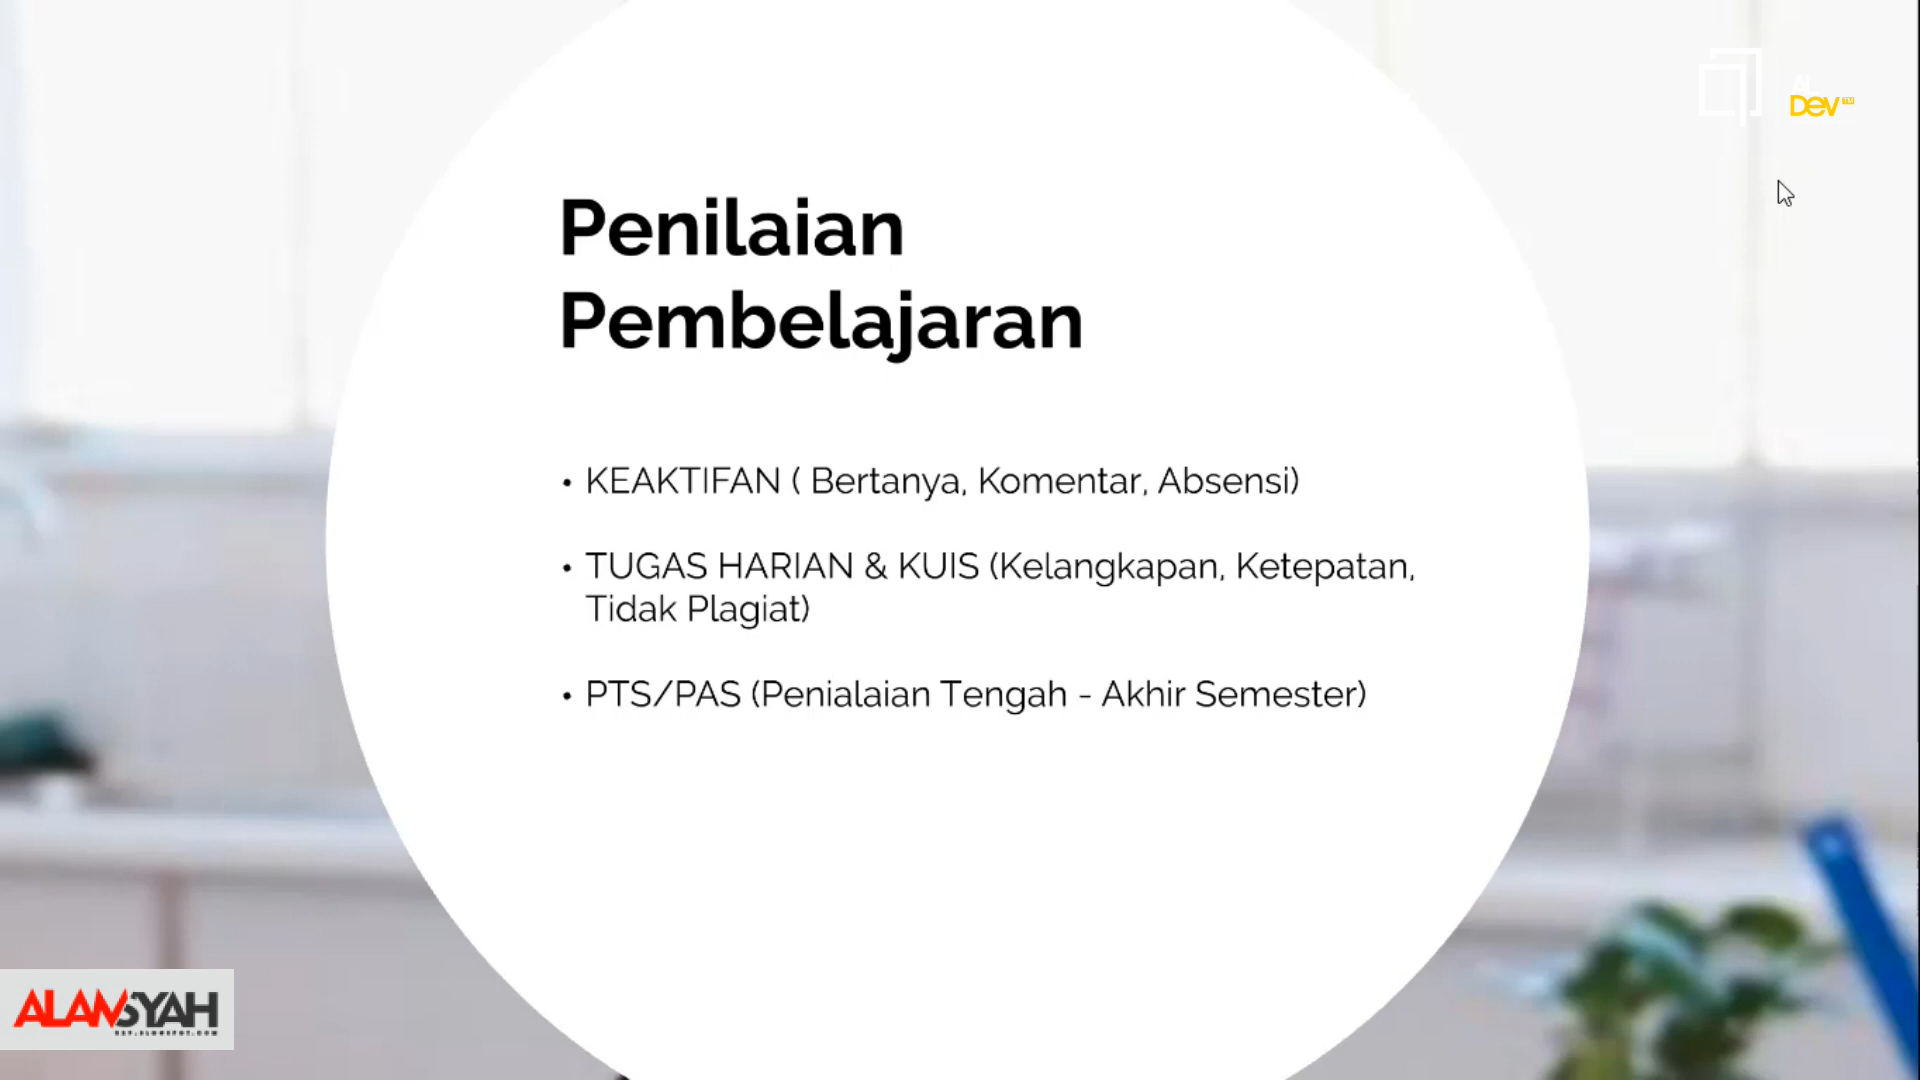 DEV TM
Penilaian
Pembelajaran
• KEAKTIFAN ( Bertanya, Komentar, Absensi)
• TUGAS HARIAN & KUIS (Kelangkapan, Ketepatan,
Tidak Plagiat)
• PTS/PAS (Penialaian Tengah - Akhir Semester)
ALANSYAH